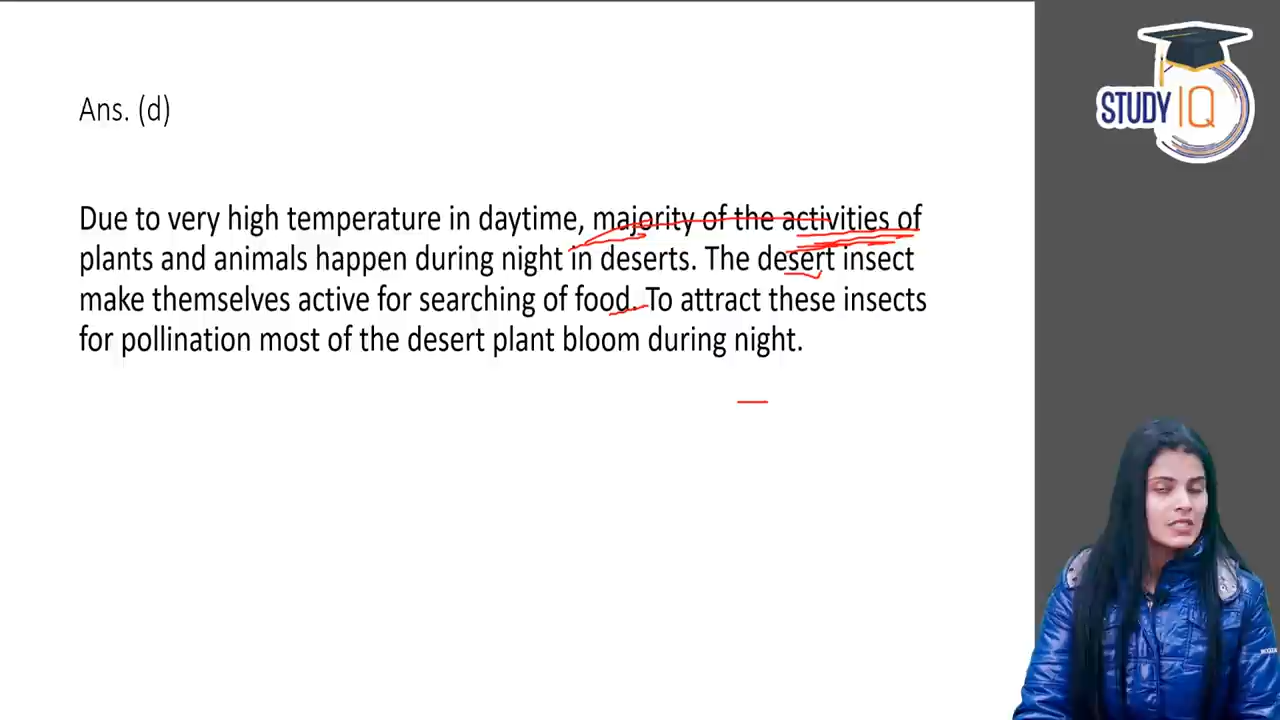 Ans. (d)
STUDY IQ
Due to very high temperature in daytime, majority of the activities of
plants and animals happen during night in deserts. The desert insect
make themselves active for searching of food. To attract these insects
for pollination most of the desert plant bloom during night.